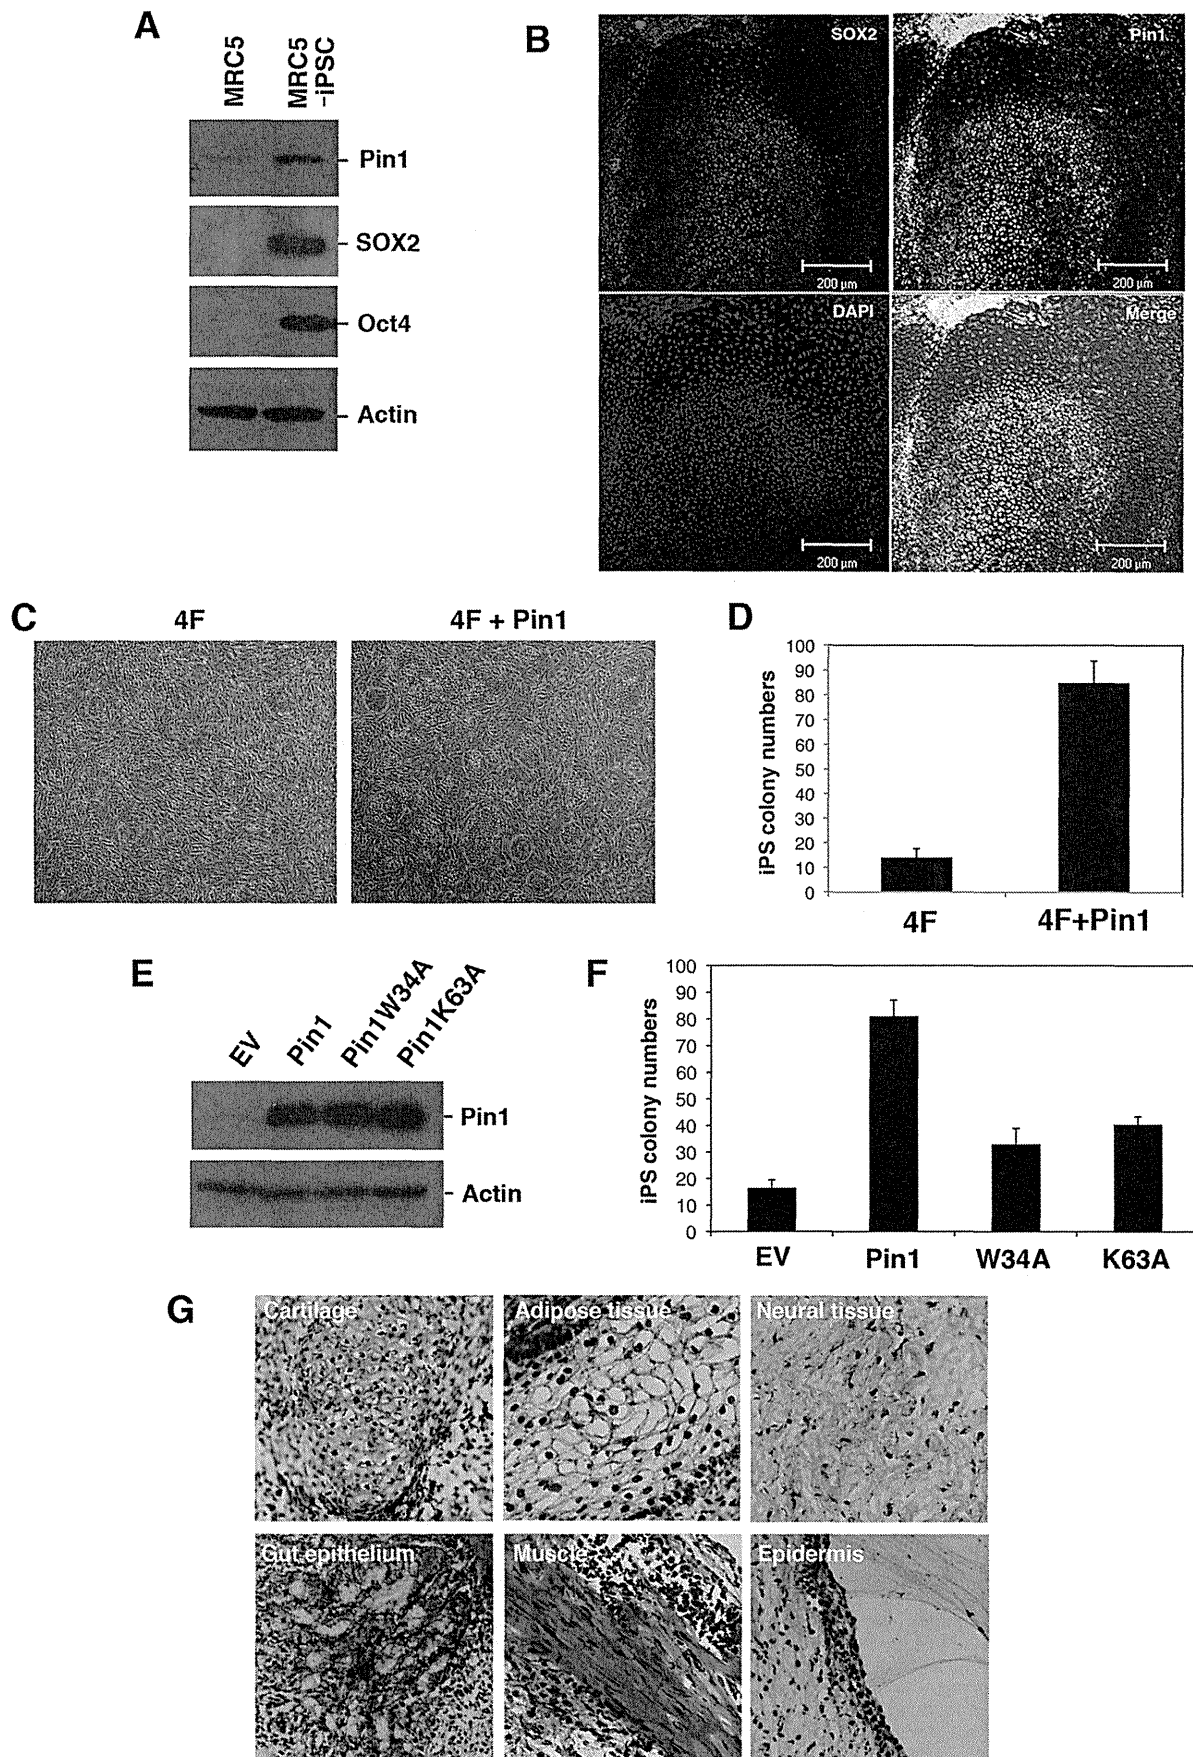 A
MRC5
MRC5
-iPSC
Pin1
SOX2
Oct4
Actin
B
SOX2
200 µm
Pin1
200 µm
DAPI
200 µm
Merge
200 µm
C
4F
4F + Pin1
D
iPS colony numbers
100
90
80
70
60
50
40
30
20
10
0
4F
4F+Pin1
E
EV
Pin1
Pin1W34A
Pin1K63A
Pin1
Actin
F
iPS colony numbers
100
90
80
70
60
50
40
30
20
10
0
EV
Pin1
W34A
K63A
G
Cartilage
Adipose tissue
Neural tissue
Gut epithelium
Muscle
Epidermis